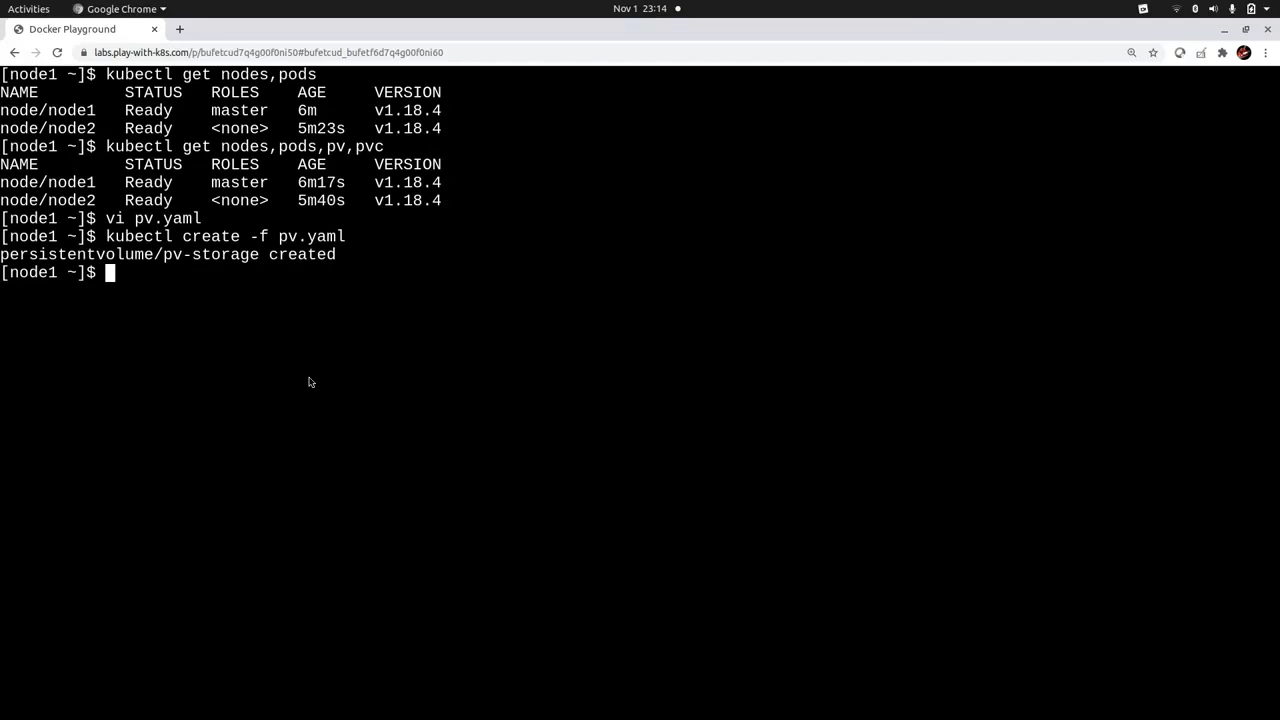 Activities
Google Chrome
Nov 1 23:14
Docker Playground
labs.play-with-k8s.com/p/bufetcud7q4g00f0ni50#bufetcud_bufetf6d7q4g00f0ni60
[node1 ~]$ kubectl get nodes,pods
NAME STATUS ROLES AGE VERSION
node/node1 Ready master 6m v1.18.4
node/node2 Ready <none> 5m23s v1.18.4
[node1 ~]$ kubectl get nodes,pods,pv,pvc
NAME STATUS ROLES AGE VERSION
node/node1 Ready master 6m17s v1.18.4
node/node2 Ready <none> 5m40s v1.18.4
[node1 ~]$ vi pv.yaml
[node1 ~]$ kubectl create -f pv.yaml
persistentvolume/pv-storage created
[node1 ~]$